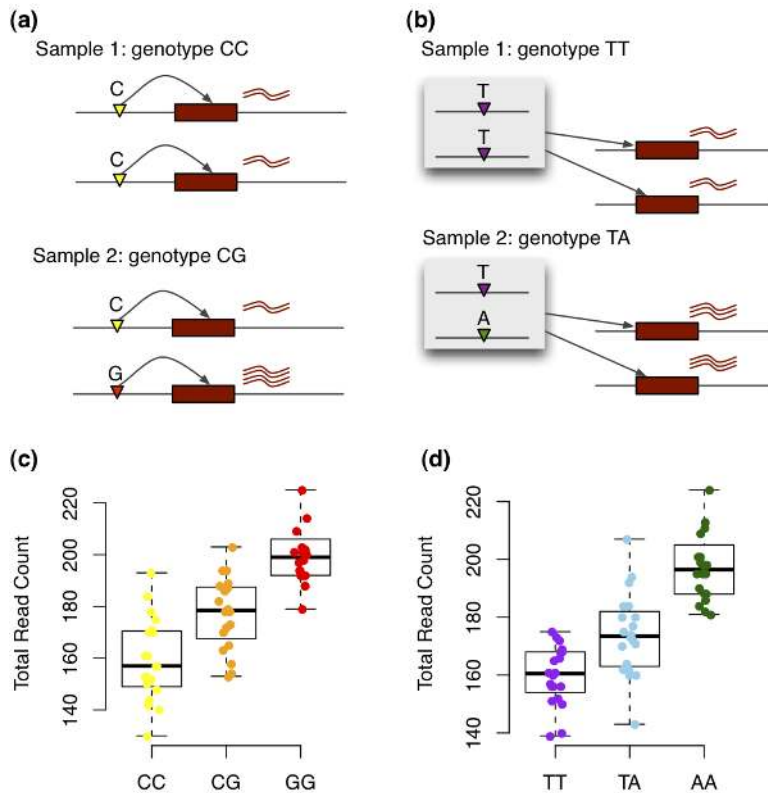 (a)
Sample 1: genotype CC
C
C
Sample 2: genotype CG
C
G
(b)
Sample 1: genotype TT
T
T
Sample 2: genotype TA
T
A
(c)
Total Read Count
220
200
180
160
140
CC CG GG
(d)
Total Read Count
220
200
180
160
140
TT TA AA